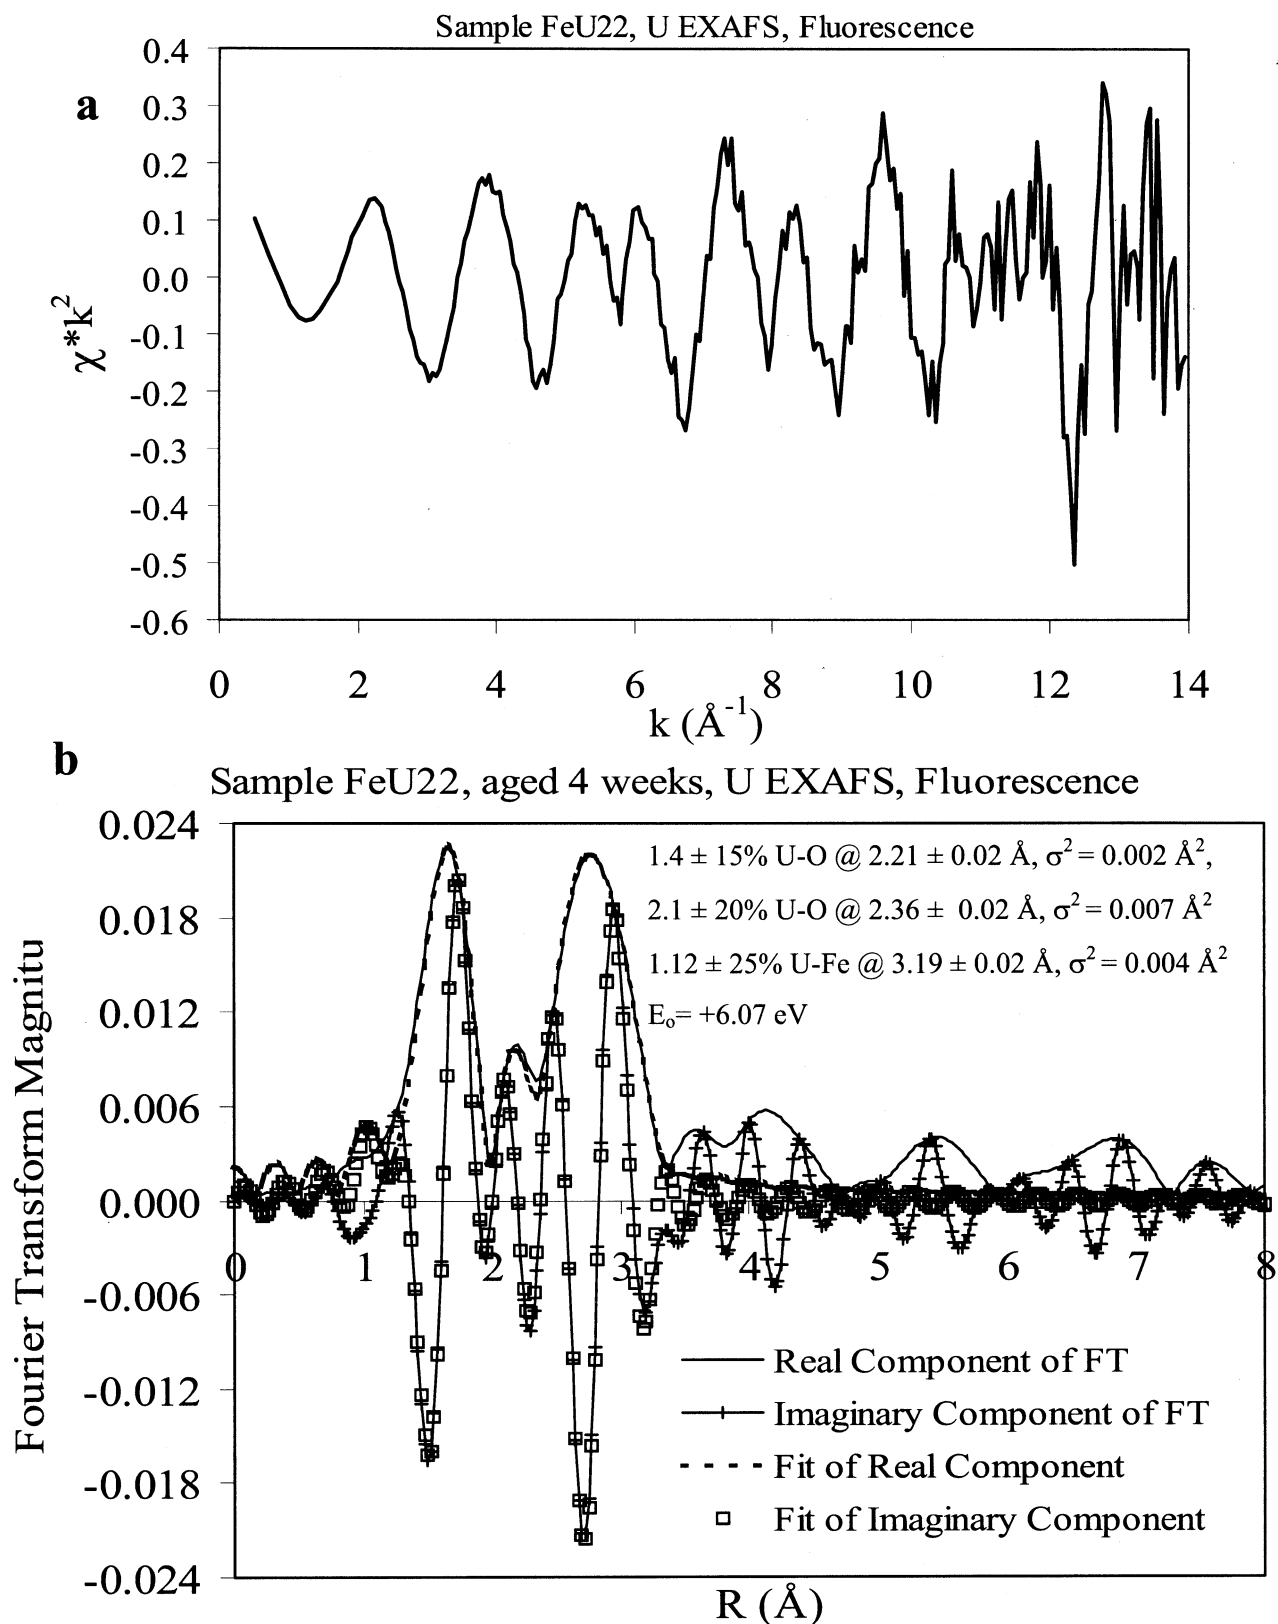 Sample FeU22, U EXAFS, Fluorescence
a
0.4
0.3
0.2
0.1
0.0
-0.1
-0.2
-0.3
-0.4
-0.5
-0.6
χ*k²
0 2 4 6 8 10 12 14
k (Å⁻¹)
b
Sample FeU22, aged 4 weeks, U EXAFS, Fluorescence
0.024
0.018
0.012
0.006
0.000
-0.006
-0.012
-0.018
-0.024
Fourier Transform Magnitu
1.4 ± 15% U-O @ 2.21 ± 0.02 Å, σ² = 0.002 Å²,
2.1 ± 20% U-O @ 2.36 ± 0.02 Å, σ² = 0.007 Å²
1.12 ± 25% U-Fe @ 3.19 ± 0.02 Å, σ² = 0.004 Å²
Eₒ= +6.07 eV
0 1 2 3 4 5 6 7 8
Real Component of FT
Imaginary Component of FT
Fit of Real Component
Fit of Imaginary Component
R (Å)